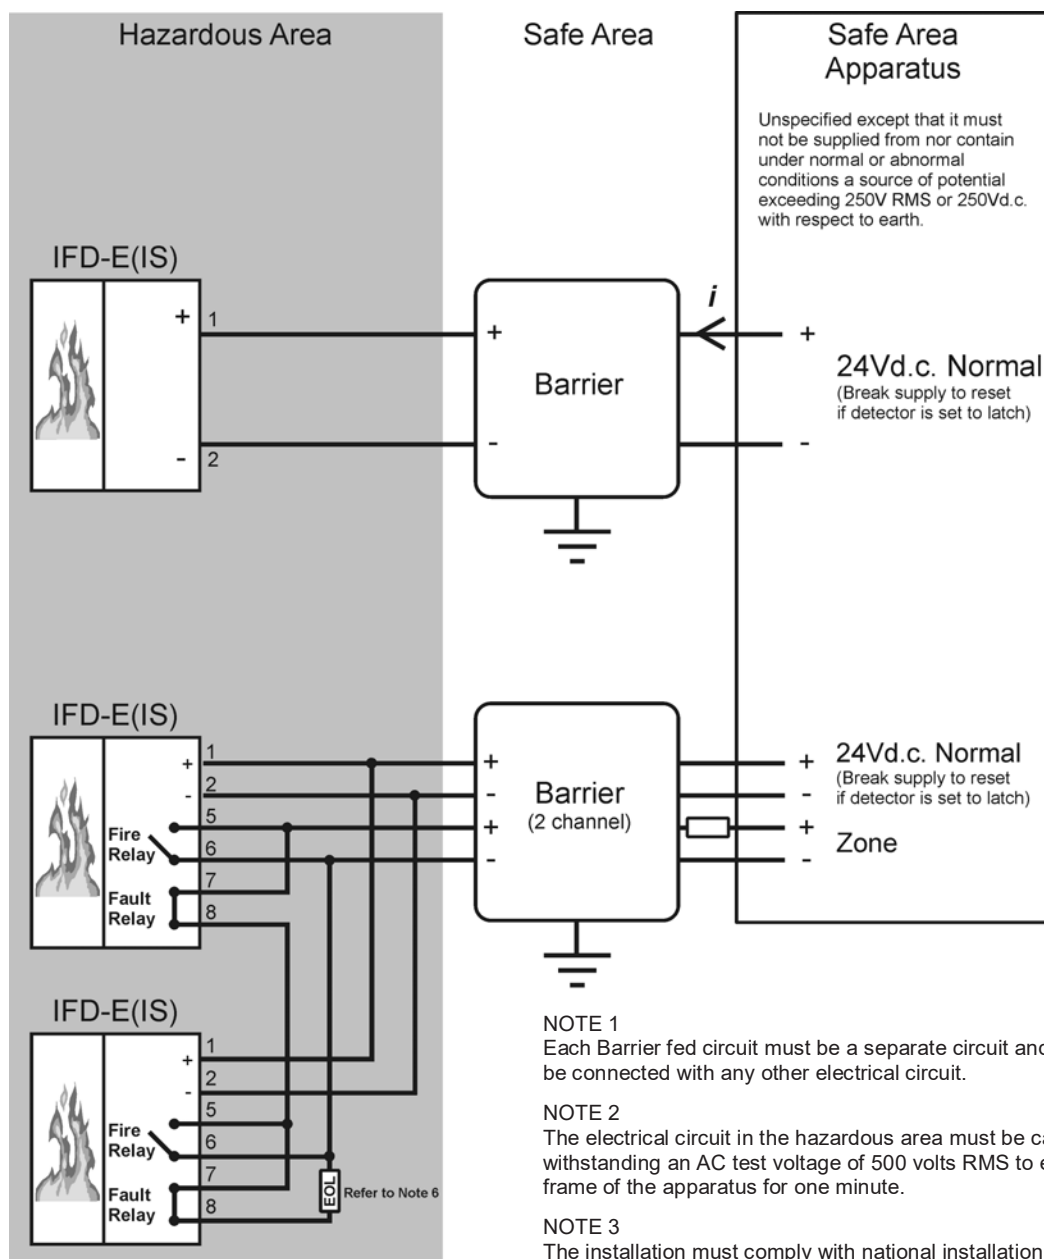 Hazardous Area
Safe Area
Safe Area
Apparatus
Unspecified except that it must
not be supplied from nor contain
under normal or abnormal
conditions a source of potential
exceeding 250V RMS or 250Vd.c.
with respect to earth.
IFD-E(IS)
+
1
-
2
+
Barrier
-
i
+
24Vd.c. Normal
(Break supply to reset
if detector is set to latch)
-
IFD-E(IS)
+
1
-
2
5
Fire
Relay
6
7
Fault
Relay
8
+
-
Barrier
(2 channel)
+
-
+
24Vd.c. Normal
-
(Break supply to reset
if detector is set to latch)
+
Zone
-
IFD-E(IS)
+
1
-
2
5
Fire
Relay
6
7
Fault
Relay
8
EOL
Refer to Note 6
NOTE 1
Each Barrier fed circuit must be a separate circuit and
be connected with any other electrical circuit.
NOTE 2
The electrical circuit in the hazardous area must be
withstanding an AC test voltage of 500 volts RMS to
frame of the apparatus for one minute.
NOTE 3
The installation must comply with national installation